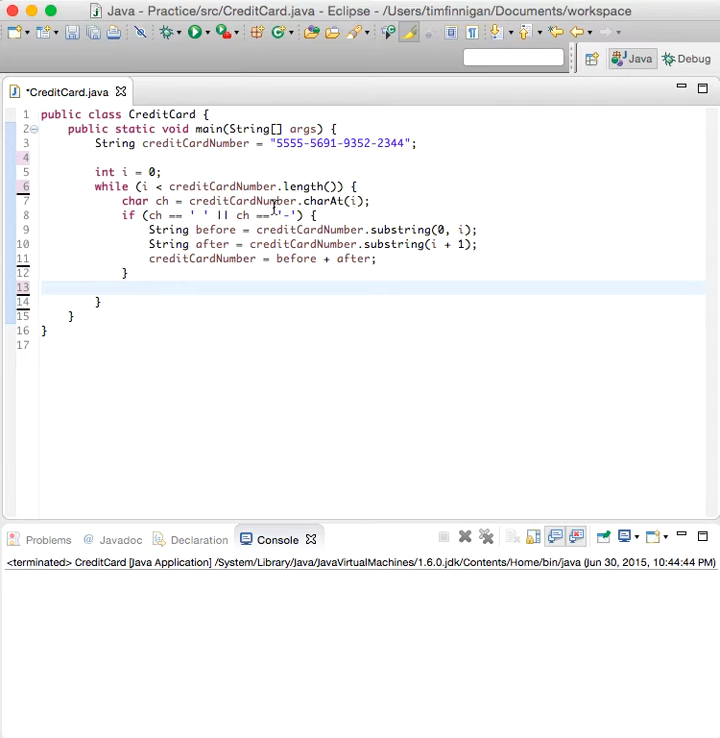 Java - Practice/src/CreditCard.java - Eclipse - /Users/timfinnigan/Documents/workspace
Java Debug
*CreditCard.java
1 public class CreditCard {
2 public static void main(String[] args) {
3 String creditCardNumber = "5555-5691-9352-2344";
4
5 int i = 0;
6 while (i < creditCardNumber.length()) {
7 char ch = creditCardNumber.charAt(i);
8 if (ch == ' ' || ch == '-') {
9 String before = creditCardNumber.substring(0, i);
10 String after = creditCardNumber.substring(i + 1);
11 creditCardNumber = before + after;
12 }
13
14 }
15 }
16 }
17
Problems @ Javadoc Declaration Console
<terminated> CreditCard [Java Application] /System/Library/Java/JavaVirtualMachines/1.6.0.jdk/Contents/Home/bin/java (Jun 30, 2015, 10:44:44 PM)